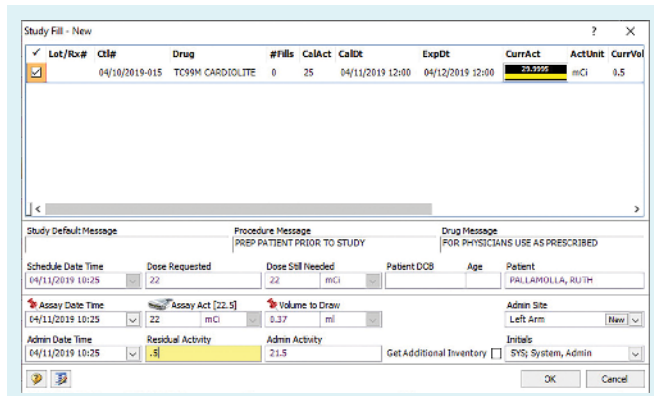 Study Fill - New ? X
✓ Lot/Rx# Ctl# Drug #Fills CalAct CalDt ExpDt CurrAct ActUnit CurrVol
04/10/2019-015 TC99M CARDIOLITE 0 25 04/11/2019 12:00 04/12/2019 12:00 29.9995 mCi 0.5
Study Default Message Procedure Message Drug Message
PREP PATIENT PRIOR TO STUDY FOR PHYSICIANS USE AS PRESCRIBED
Schedule Date Time Dose Requested Dose Still Needed Patient DOB Age Patient
04/11/2019 10:25 22 22 mCi PALLAMOLLA, RUTH
Assay Date Time Assay Act [22.5] Volume to Draw Admin Site
04/11/2019 10:25 22 mCi 0.37 ml Left Arm New
Admin Date Time Residual Activity Admin Activity Initials
04/11/2019 10:25 .5 21.5 Get Additional Inventory SYS; System, Admin
OK Cancel